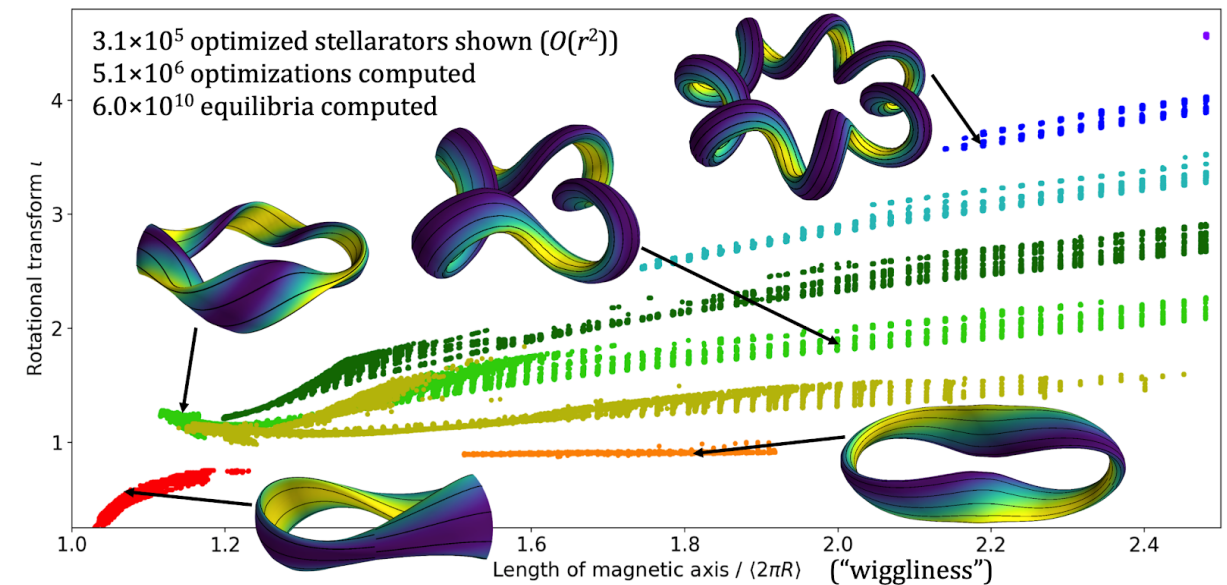 3.1×10⁵ optimized stellarators shown (O(r²))
5.1×10⁶ optimizations computed
6.0×10¹⁰ equilibria computed
Rotational transform ι
4
3
2
1
1.0 1.2 1.4 1.6 1.8 2.0 2.2 2.4
Length of magnetic axis / ⟨2πR⟩ (“wiggliness”)